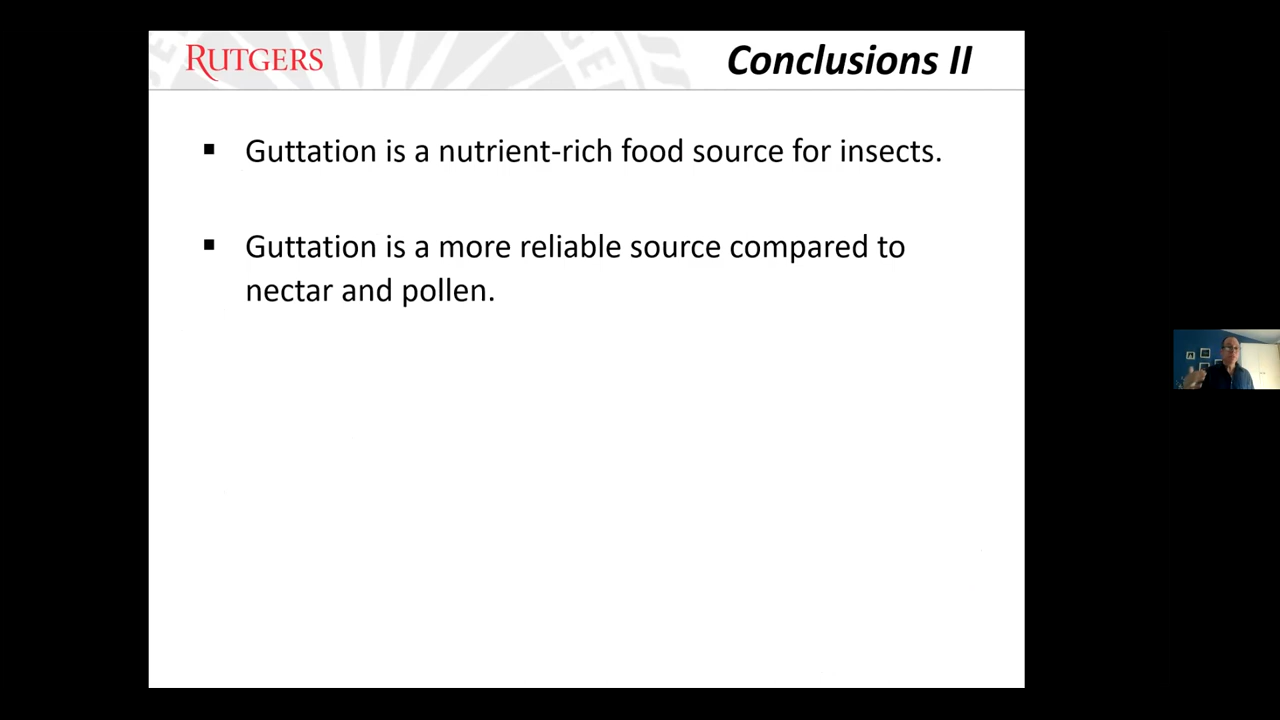 RUTGERS
Conclusions II
▪ Guttation is a nutrient-rich food source for insects.
▪ Guttation is a more reliable source compared to
nectar and pollen.